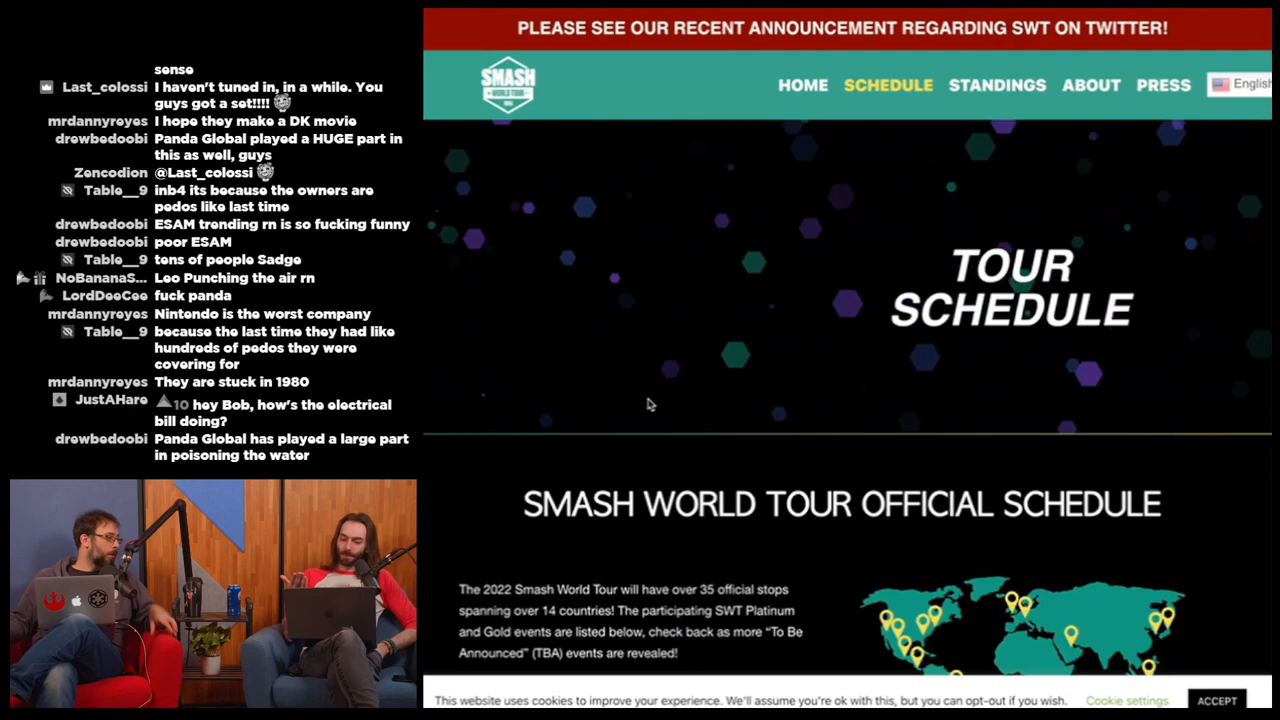 sense
Last_colossi I haven't tuned in, in a while. You
guys got a set!!!!
mrdannyreyes I hope they make a DK movie
drewbedoobi Panda Global played a HUGE part in
this as well, guys
Zencodion @Last_colossi
Table__9 inb4 its because the owners are
pedos like last time
drewbedoobi ESAM trending rn is so fucking funny
drewbedoobi poor ESAM
Table__9 tens of people Sadge
NoBananaS... Leo Punching the air rn
LordDeeCee fuck panda
mrdannyreyes Nintendo is the worst company
Table__9 because the last time they had like
hundreds of pedos they were
covering for
mrdannyreyes They are stuck in 1980
JustAHare 10 hey Bob, how's the electrical
bill doing?
drewbedoobi Panda Global has played a large part
in poisoning the water
PLEASE SEE OUR RECENT ANNOUNCEMENT REGARDING SWT ON TWITTER!
SMASH
WORLD TOUR
HOME SCHEDULE STANDINGS ABOUT PRESS English
TOUR
SCHEDULE
SMASH WORLD TOUR OFFICIAL SCHEDULE
The 2022 Smash World Tour will have over 35 official stops
spanning over 14 countries! The participating SWT Platinum
and Gold events are listed below, check back as more “To Be
Announced” (TBA) events are revealed!
This website uses cookies to improve your experience. We'll assume you're ok with this, but you can opt-out if you wish. Cookie settings ACCEPT